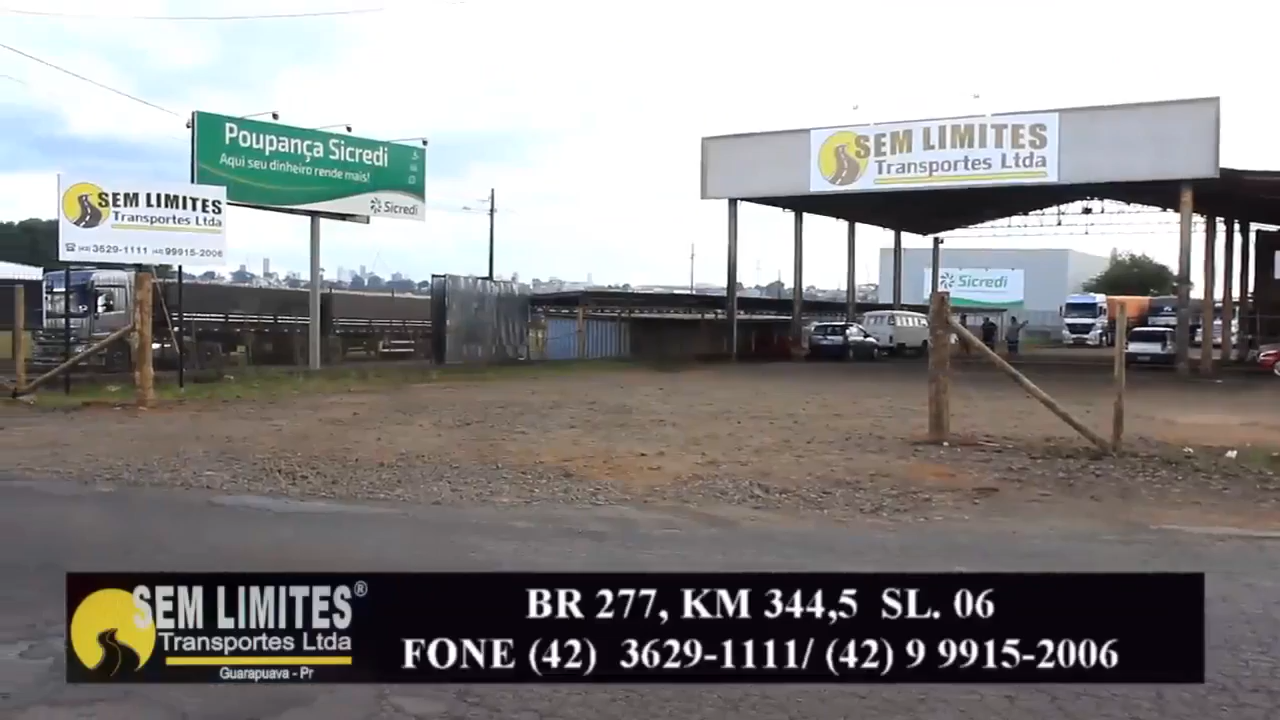 Poupança Sicredi
Aqui seu dinheiro rende mais!
Sicredi
SEM LIMITES
Transportes Ltda
(42) 3629-1111 (42) 99915-2006
SEM LIMITES
Transportes Ltda
Sicredi
SEM LIMITES®
Transportes Ltda
Guarapuava - Pr
BR 277, KM 344,5 SL. 06
FONE (42) 3629-1111/ (42) 9 9915-2006